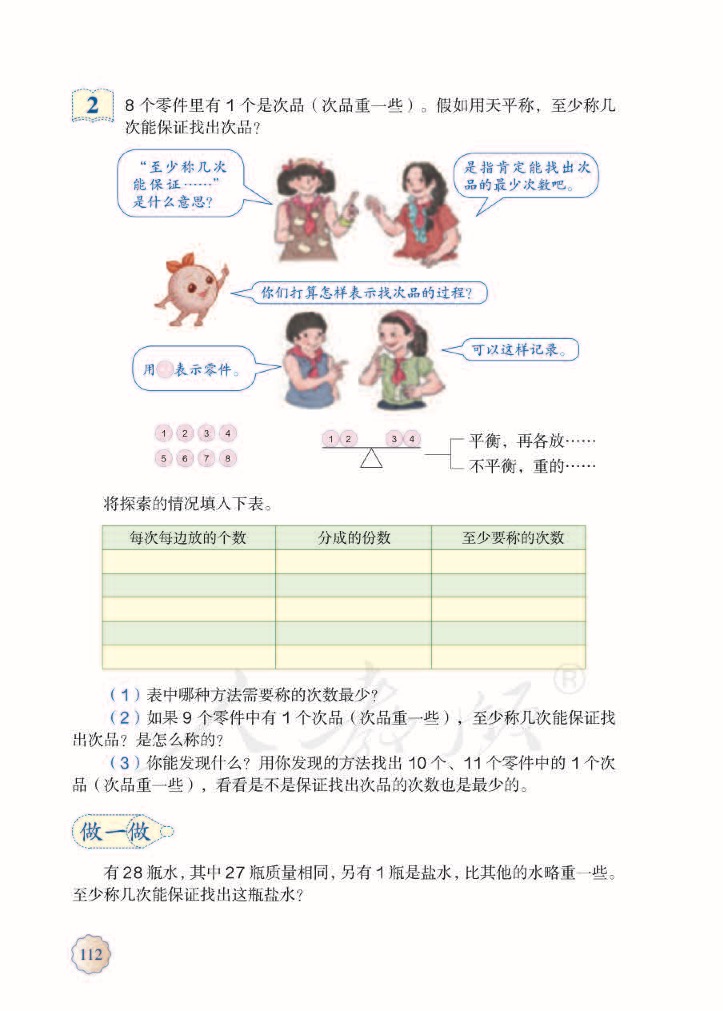 2
8 个零件里有 1 个是次品（次品重一些）。假如用天平称，至少称几
次能保证找出次品？
“至少称几次
能保证……”
是什么意思？
是指肯定能找出次
品的最少次数吧。
你们打算怎样表示找次品的过程？
用 表示零件。
可以这样记录。
1 2 3 4
5 6 7 8
1 2 3 4
平衡，再各放……
不平衡，重的……
将探索的情况填入下表。
每次每边放的个数 分成的份数 至少要称的次数
（1）表中哪种方法需要称的次数最少？
（2）如果 9 个零件中有 1 个次品（次品重一些），至少称几次能保证找
出次品？是怎么称的？
（3）你能发现什么？用你发现的方法找出 10 个、11 个零件中的 1 个次
品（次品重一些），看看是不是保证找出次品的次数也是最少的。
做一做
有 28 瓶水，其中 27 瓶质量相同，另有 1 瓶是盐水，比其他的水略重一些。
至少称几次能保证找出这瓶盐水？
112